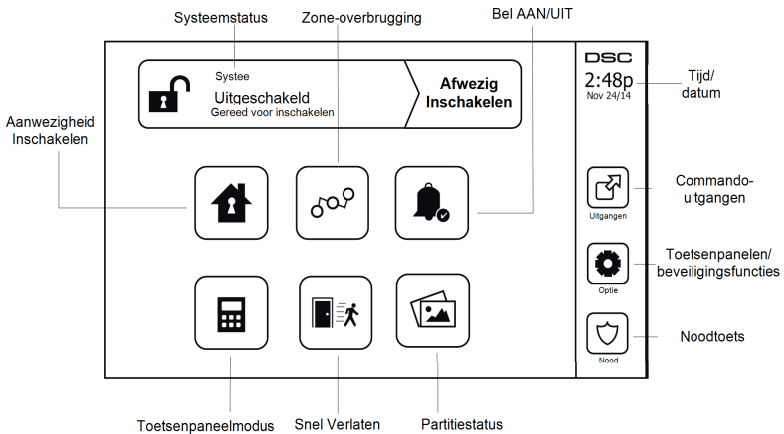 Systeemstatus
Zone-overbrugging
Bel AAN/UIT
DSC
2:48p
Nov 24/14
Tijd/
datum
Systee
Uitgeschakeld
Gereed voor inschakelen
Afwezig
Inschakelen
Aanwezigheid
Inschakelen
Commando-
utgangen
Uitgangen
Toetsenpanelen/
beveiligingsfuncties
Optie
Noodtoets
Nood
Toetsenpaneelmodus
Snel Verlaten
Partitiestatus